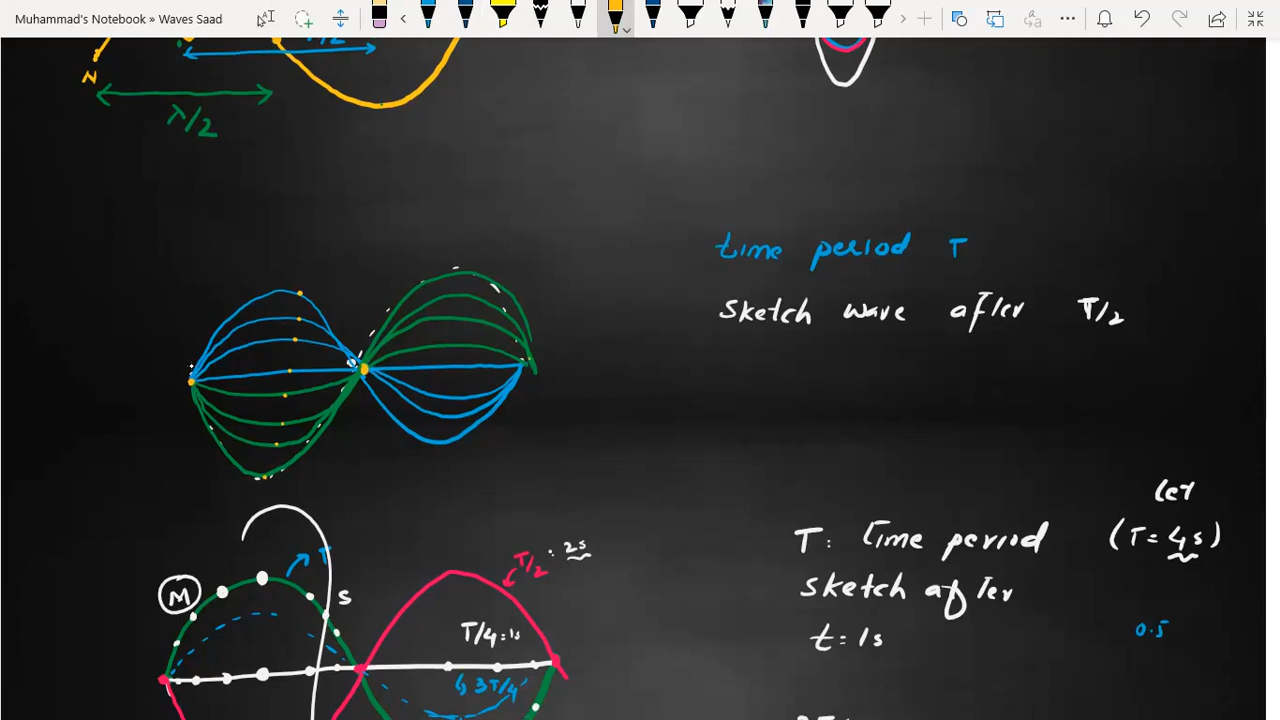 Muhammad's Notebook » Waves Saad
N
λ/2
time period T
Sketch wave after T/2
let
T: Time period (T = 4s)
sketch after
t = 1s
0.5
M
T
S
T/2 : 2s
T/4 = 1s
3T/4